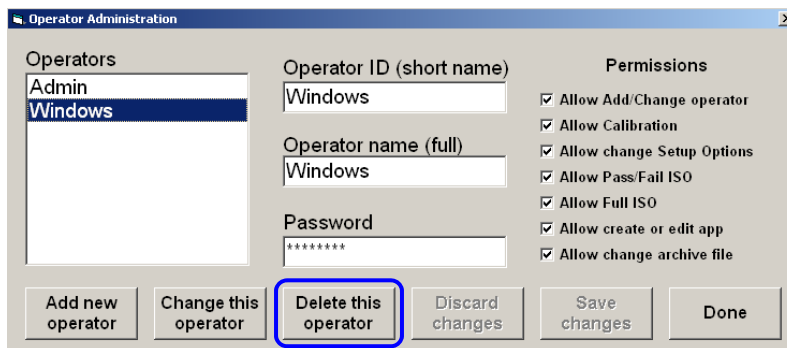 Operator Administration
Operators
Admin
Windows
Operator ID (short name)
Windows
Operator name (full)
Windows
Password
********
Permissions
Allow Add/Change operator
Allow Calibration
Allow change Setup Options
Allow Pass/Fail ISO
Allow Full ISO
Allow create or edit app
Allow change archive file
Add new
operator
Change this
operator
Delete this
operator
Discard
changes
Save
changes
Done